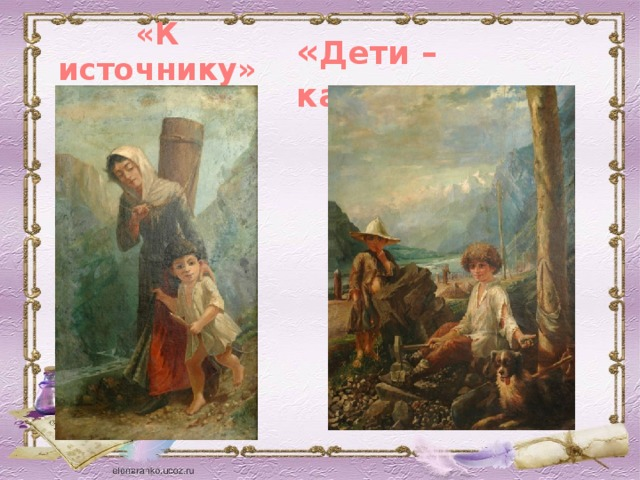 «К
источнику»
«Дети –
elenaranko.ucoz.ru